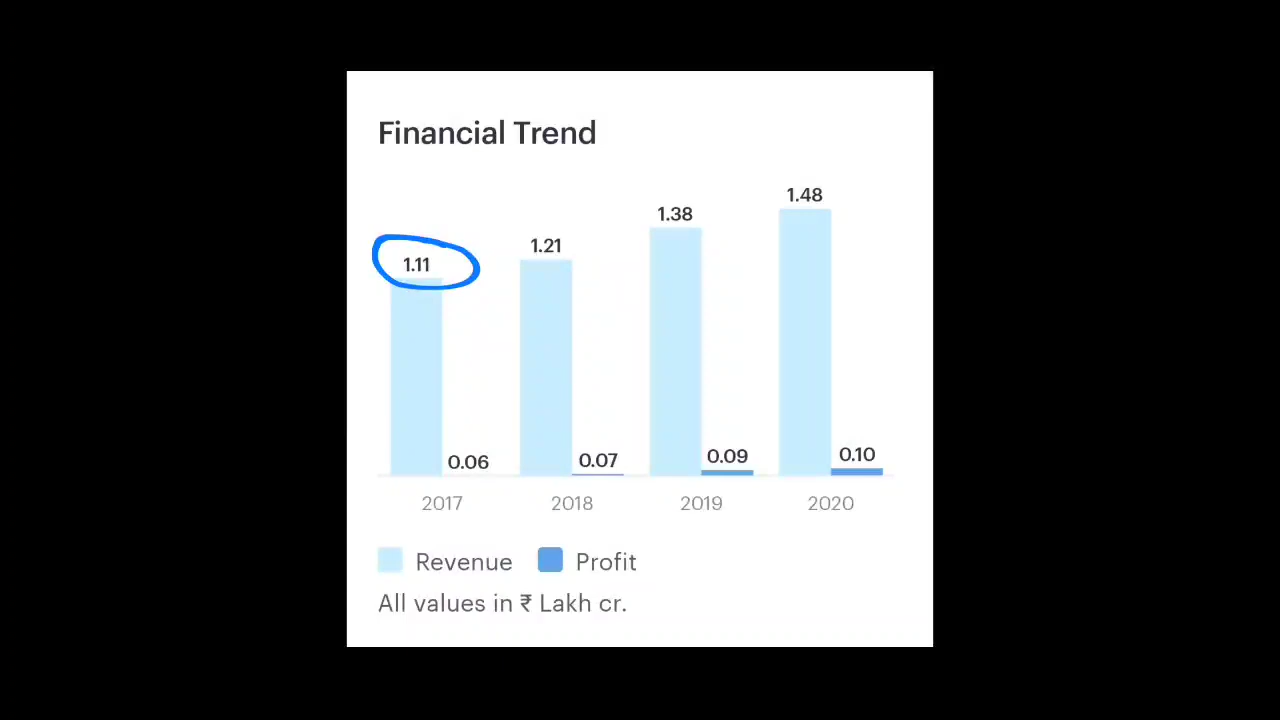 Financial Trend
1.48
1.38
1.21
1.11
0.06 0.07 0.09 0.10
2017 2018 2019 2020
Revenue Profit
All values in ₹ Lakh cr.